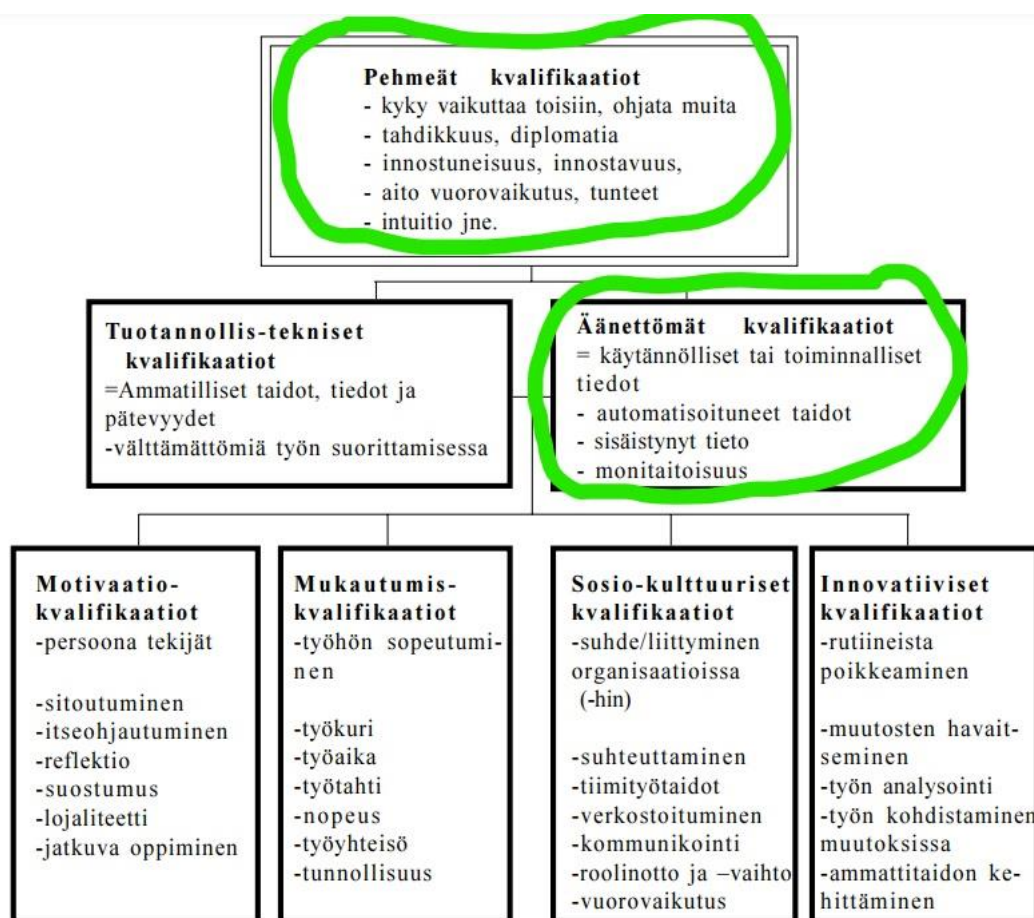 Pehmeät kvalifikaatiot
- kyky vaikuttaa toisiin, ohjata muita
- tahdikkuus, diplomatia
- innostuneisuus, innostavuus,
- aito vuorovaikutus, tunteet
- intuitio jne.
Tuotannollis-tekniset
kvalifikaatiot
=Ammatilliset taidot, tiedot ja
pätevyydet
-välttämättömiä työn suorittamisessa
Äänettömät kvalifikaatiot
= käytännölliset tai toiminnalliset
tiedot
- automatisoituneet taidot
- sisäistynyt tieto
- monitaitoisuus
Motivaatio-
kvalifikaatiot
-persoona tekijät
-sitoutuminen
-itseohjautuminen
-reflektio
-suostumus
-lojaliteetti
-jatkuva oppiminen
Mukautumis-
kvalifikaatiot
-työhön sopeutumi-
nen
-työkuri
-työaika
-työtahti
-nopeus
-työyhteisö
-tunnollisuus
Sosio-kulttuuriset
kvalifikaatiot
-suhde/liittyminen
organisaatioissa
(-hin)
-suhteuttaminen
-tiimityötaidot
-verkostoituminen
-kommunikointi
-roolinotto ja –vaihto
-vuorovaikutus
Innovatiiviset
kvalifikaatiot
-rutiineista
poikkeaminen
-muutosten havait-
seminen
-työn analysointi
-työn kohdistaminen
muutoksissa
-ammattitaidon ke-
hittäminen